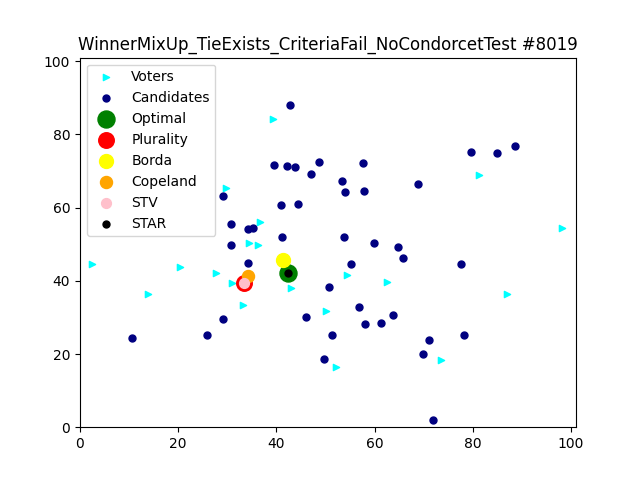 WinnerMixUp_TieExists_CriteriaFail_NoCondorcetTest #8019
Voters
Candidates
Optimal
Plurality
Borda
Copeland
STV
STAR
100
80
60
40
20
0
0 20 40 60 80 100